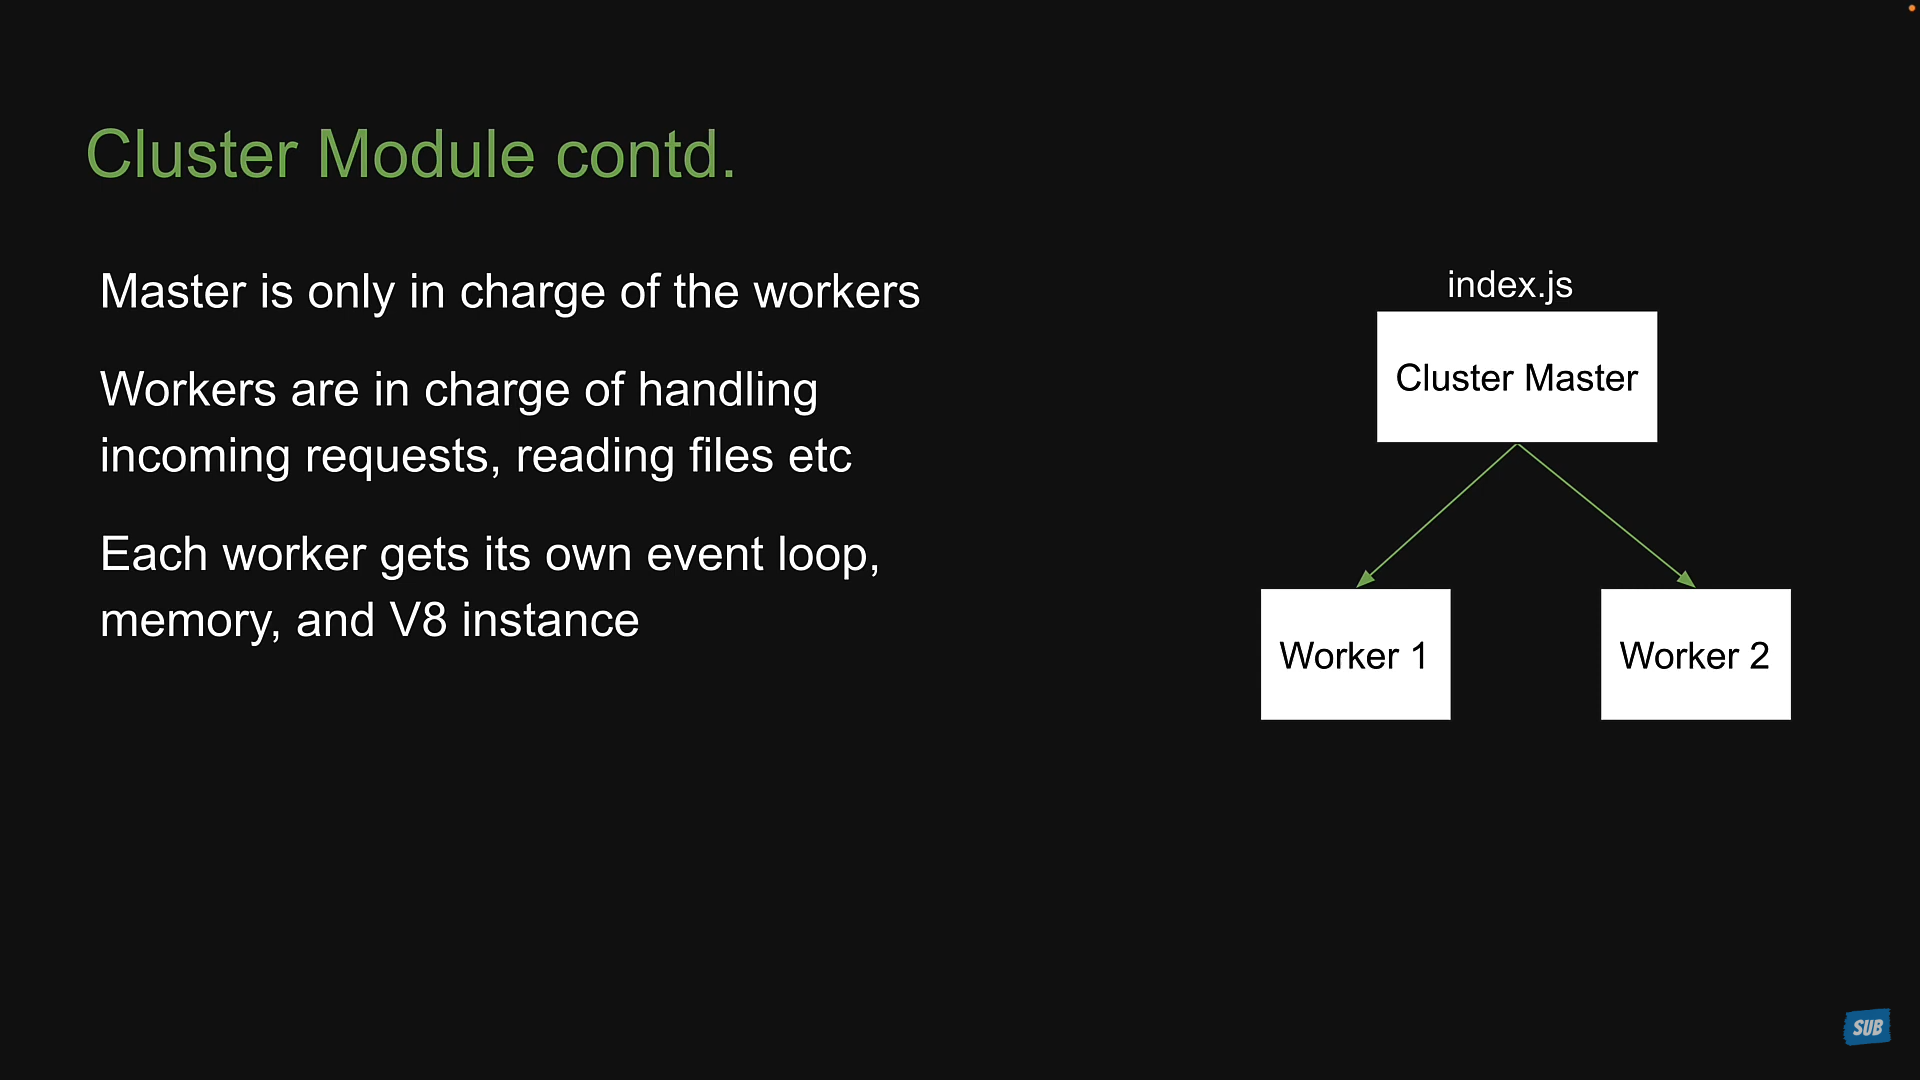 Cluster Module contd.
Master is only in charge of the workers
Workers are in charge of handling
incoming requests, reading files etc
Each worker gets its own event loop,
memory, and V8 instance
index.js
Cluster Master
Worker 1
Worker 2
SUB